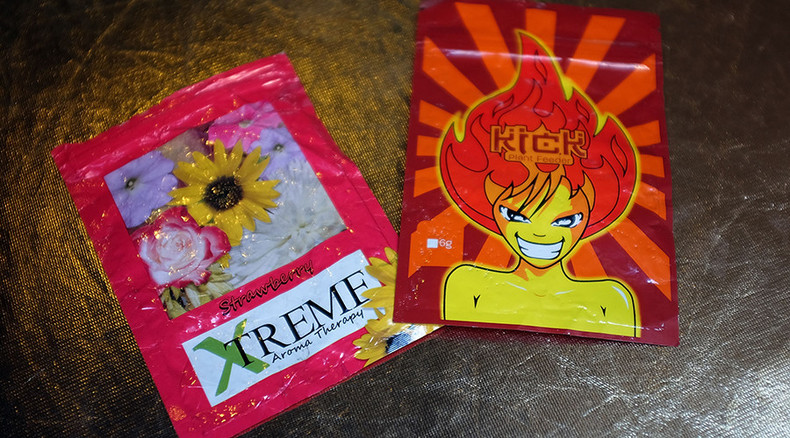 Strawberry
XTREME
Aroma Therapy
Kick
Plant Feeder
6g